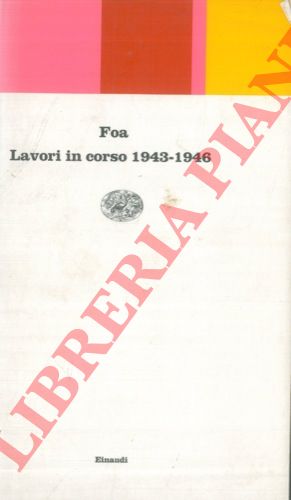 Foa
Lavori in corso 1943-1946
Einaudi
LIBRERIA PIANI